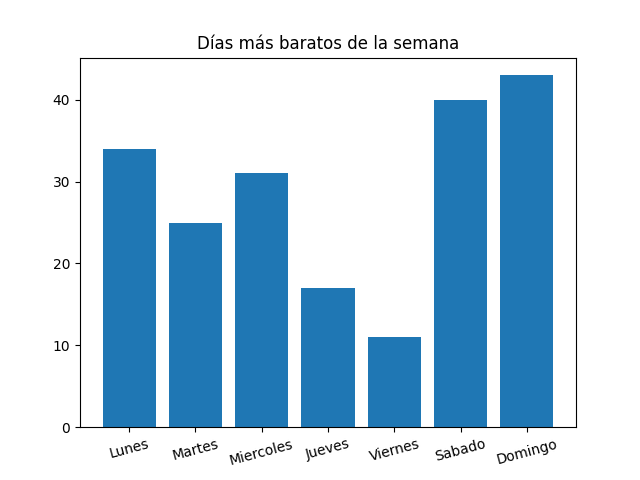 Días más baratos de la semana
40
30
20
10
0
Lunes
Martes
Miercoles
Jueves
Viernes
Sabado
Domingo